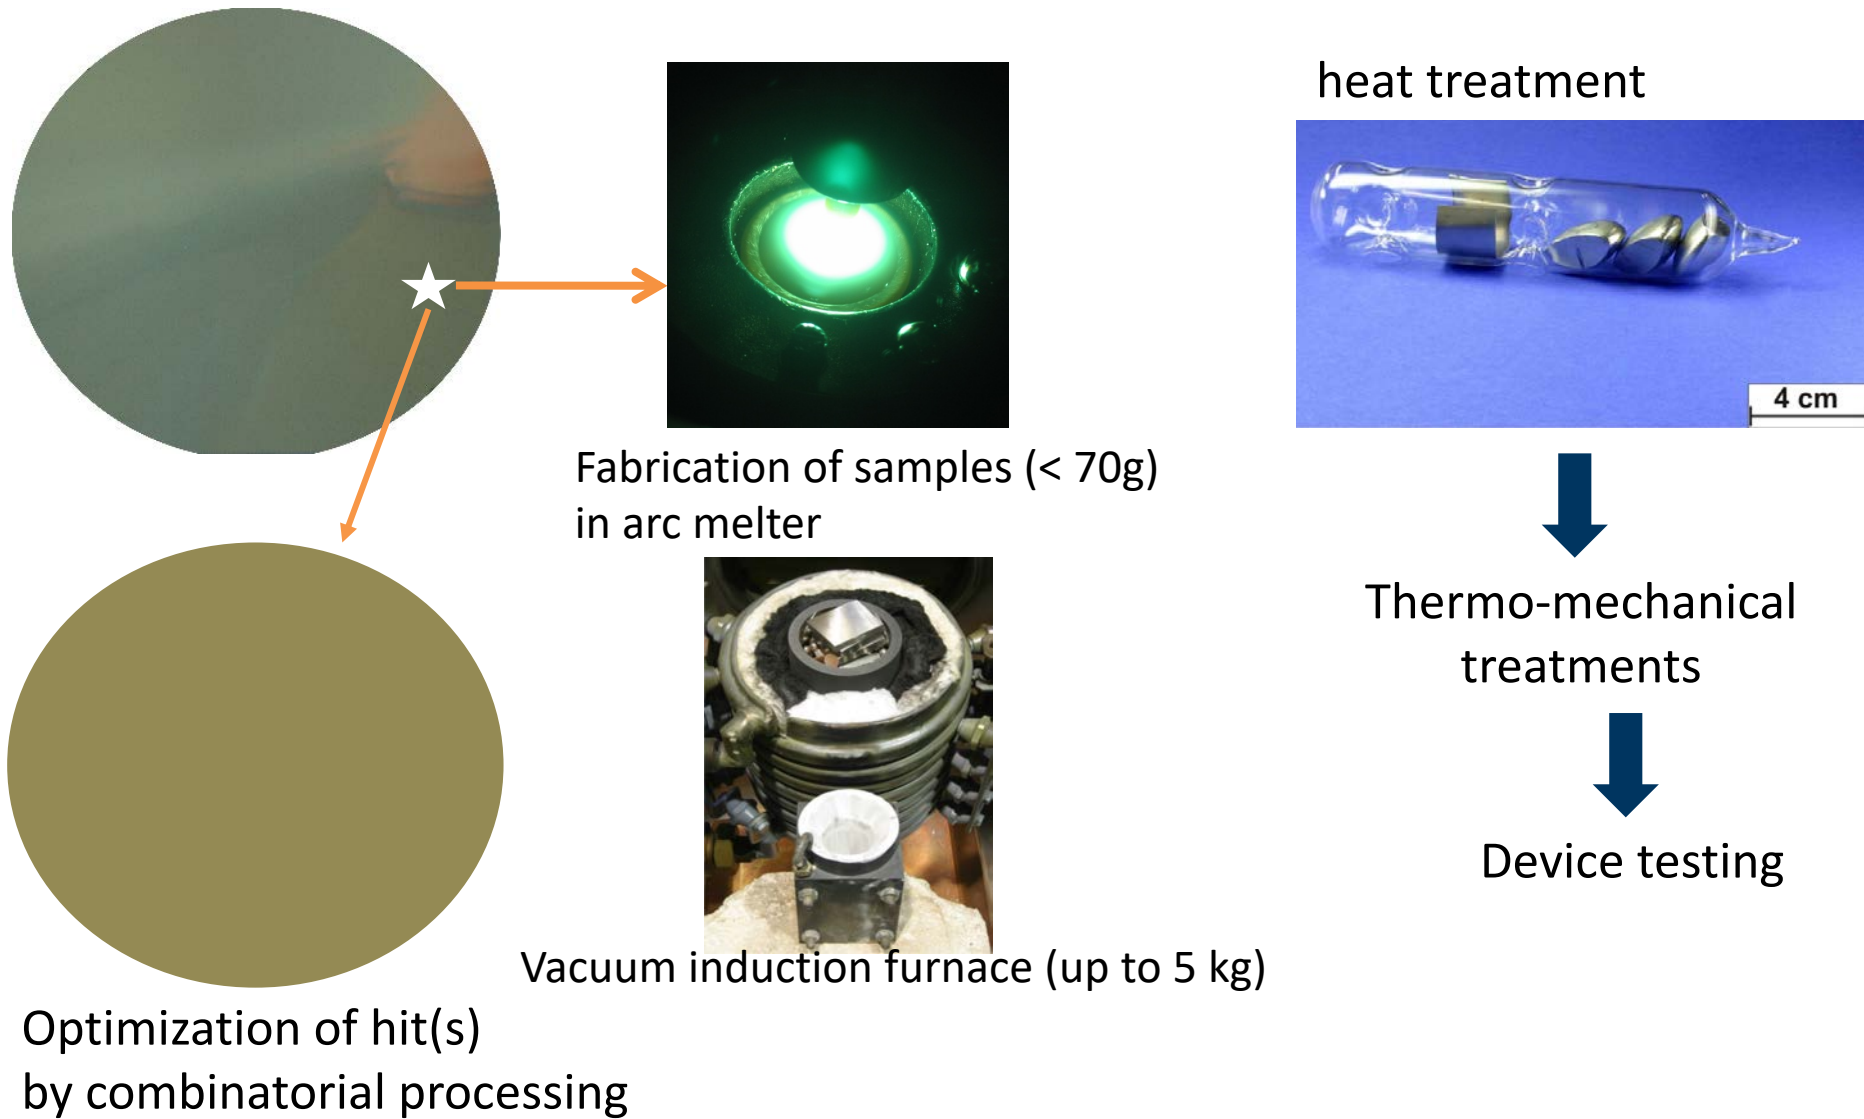 heat treatment
4 cm
Fabrication of samples (< 70g)
in arc melter
Thermo-mechanical
treatments
Device testing
Vacuum induction furnace (up to 5 kg)
Optimization of hit(s)
by combinatorial processing